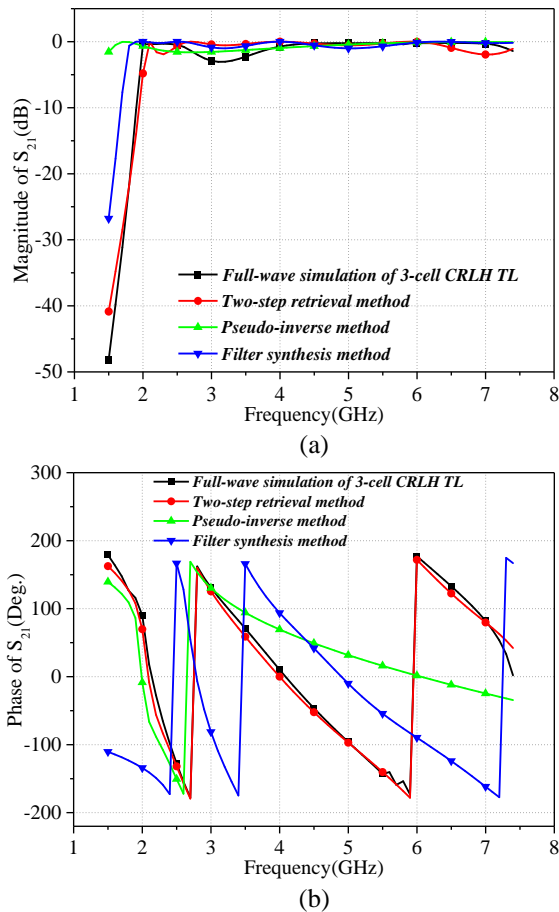 0
-10
-20
-30
-40
-50
Magnitude of S21(dB)
Full-wave simulation of 3-cell CRLH TL
Two-step retrieval method
Pseudo-inverse method
Filter synthesis method
1 2 3 4 5 6 7 8
Frequency(GHz)
(a)
300
200
100
0
-100
-200
Phase of S21(Deg.)
Full-wave simulation of 3-cell CRLH TL
Two-step retrieval method
Pseudo-inverse method
Filter synthesis method
1 2 3 4 5 6 7 8
Frequency(GHz)
(b)